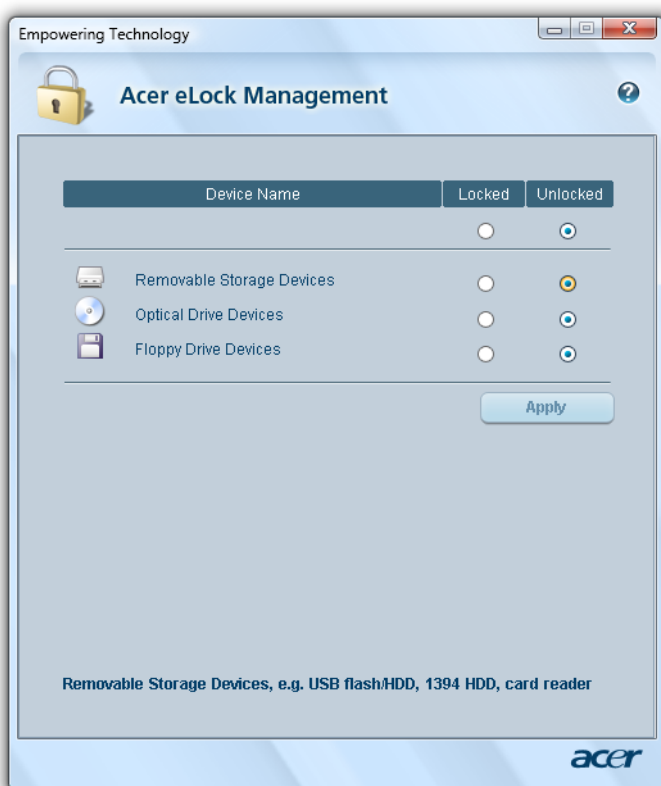 Empowering Technology
Acer eLock Management
Device Name Locked Unlocked
Removable Storage Devices
Optical Drive Devices
Floppy Drive Devices
Apply
Removable Storage Devices, e.g. USB flash/HDD, 1394 HDD, card reader
acer